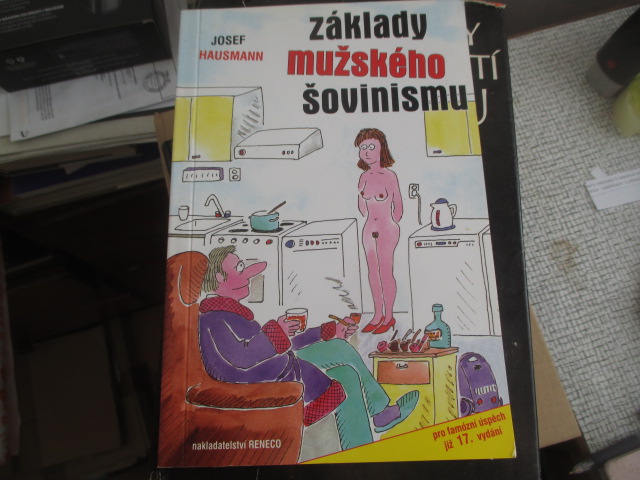 JOSEF
HAUSMANN
základy
mužského
šovinismu
nakladatelství RENECO
pro famózní úspěch
již 17. vydání